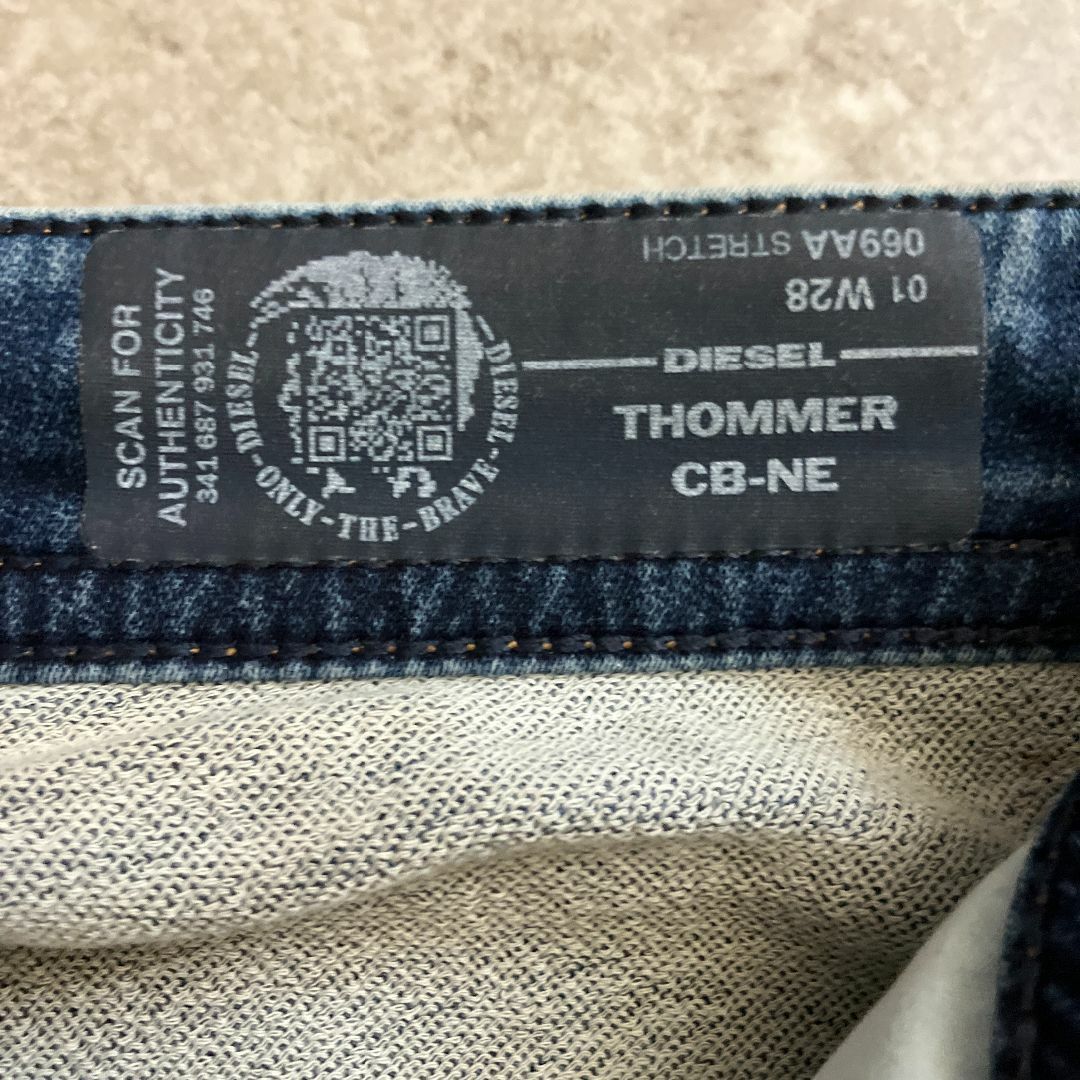 SCAN FOR
AUTHENTICITY
341 687 931 746
DIESEL-ONLY-THE-BRAVE-DIESEL
069AA STRETCH
01 W28
DIESEL
THOMMER
CB-NE